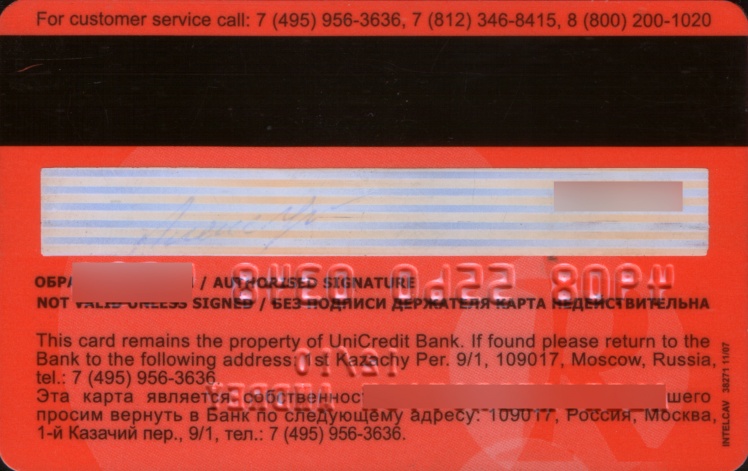 For customer service call: 7 (495) 956-3636, 7 (812) 346-8415, 8 (800) 200-1020
/ AUTHORISED SIGNATURE
NOT VALID UNLESS SIGNED / БЕЗ ПОДПИСИ ДЕРЖАТЕЛЯ КАРТА НЕДЕЙСТВИТЕЛЬНА
This card remains the property of UniCredit Bank. If found please return to the
Bank to the following address: 1st Kazachy Per. 9/1, 109017, Moscow, Russia,
tel.: 7 (495) 956-3636.
Эта карта является
просим вернуть в Банк по следующему адресу: 109017, Россия, Москва,
1-й Казачий пер., 9/1, тел.: 7 (495) 956-3636.
INTELCAV 38271 11/07